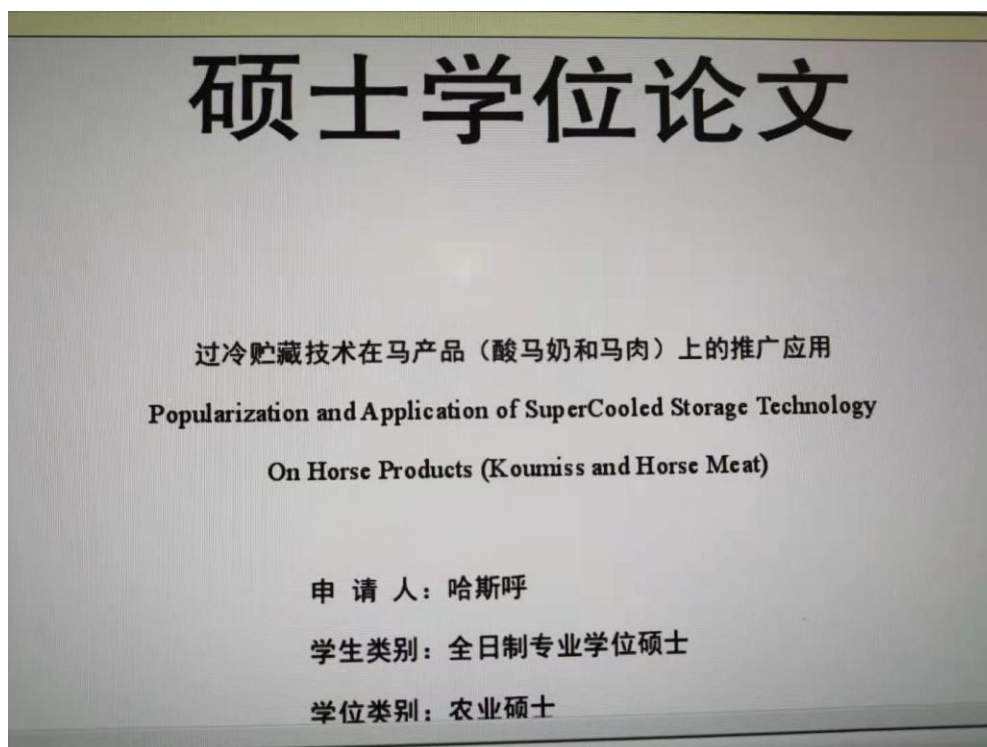 硕士学位论文
过冷贮藏技术在马产品（酸马奶和马肉）上的推广应用
Popularization and Application of SuperCooled Storage Technology
On Horse Products (Koumiss and Horse Meat)
申 请 人：哈斯呼
学生类别：全日制专业学位硕士
学位类别：农业硕士